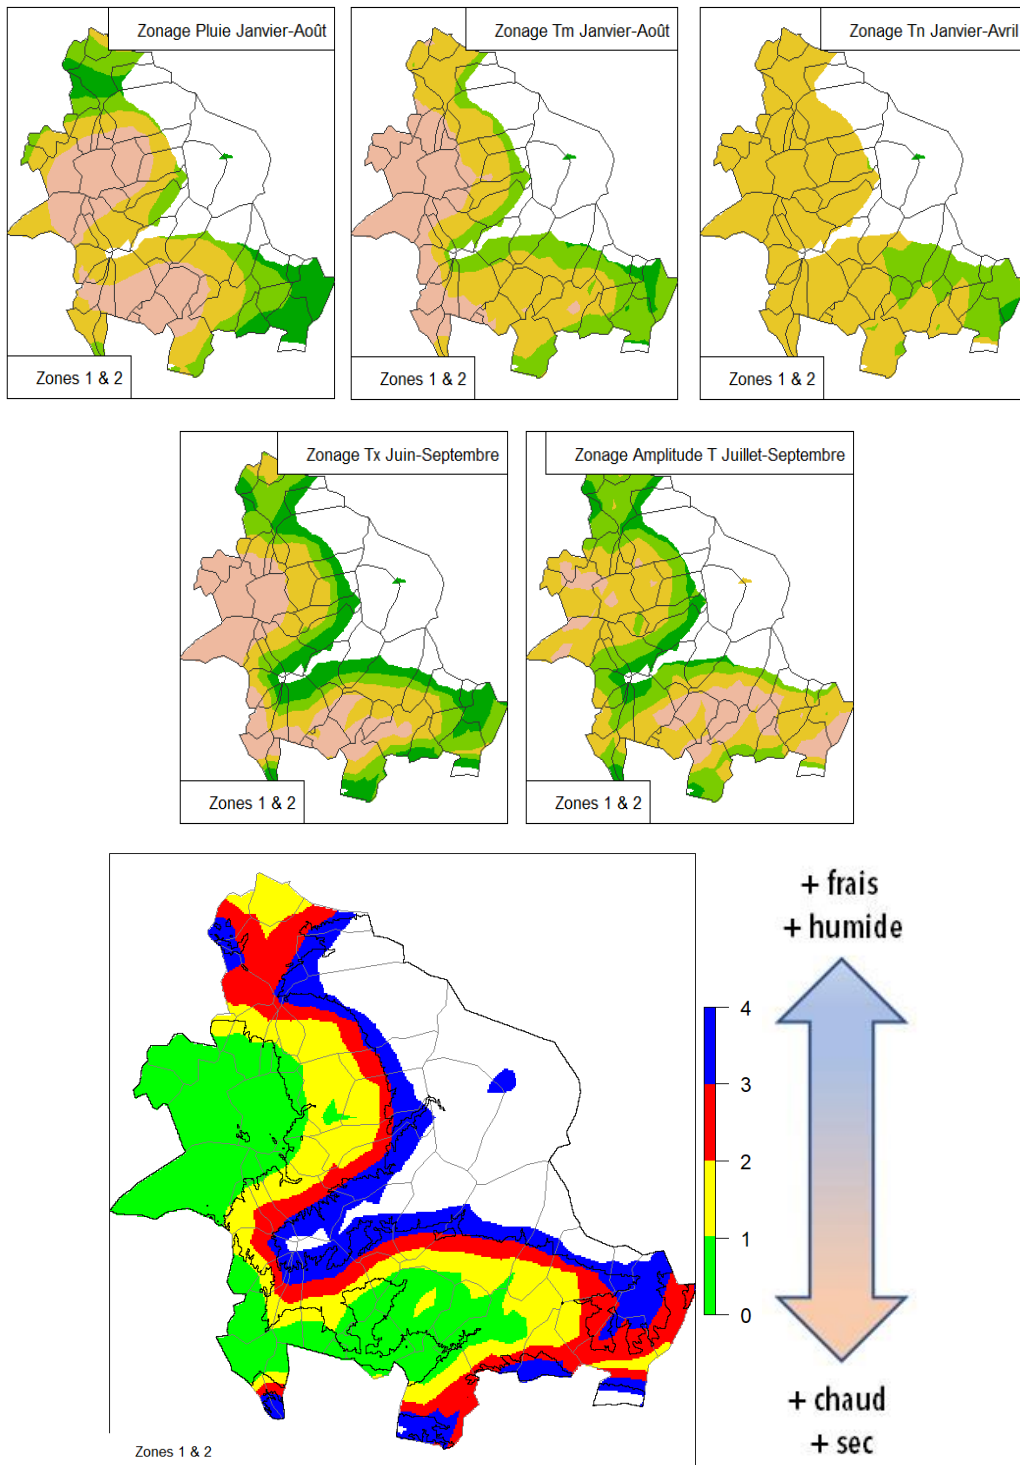 Zonage Pluie Janvier-Août
Zones 1 & 2
Zonage Tm Janvier-Août
Zones 1 & 2
Zonage Tn Janvier-Avril
Zones 1 & 2
Zonage Tx Juin-Septembre
Zones 1 & 2
Zonage Amplitude T Juillet-Septembre
Zones 1 & 2
Zones 1 & 2
4
3
2
1
0
+ frais
+ humide
+ chaud
+ sec